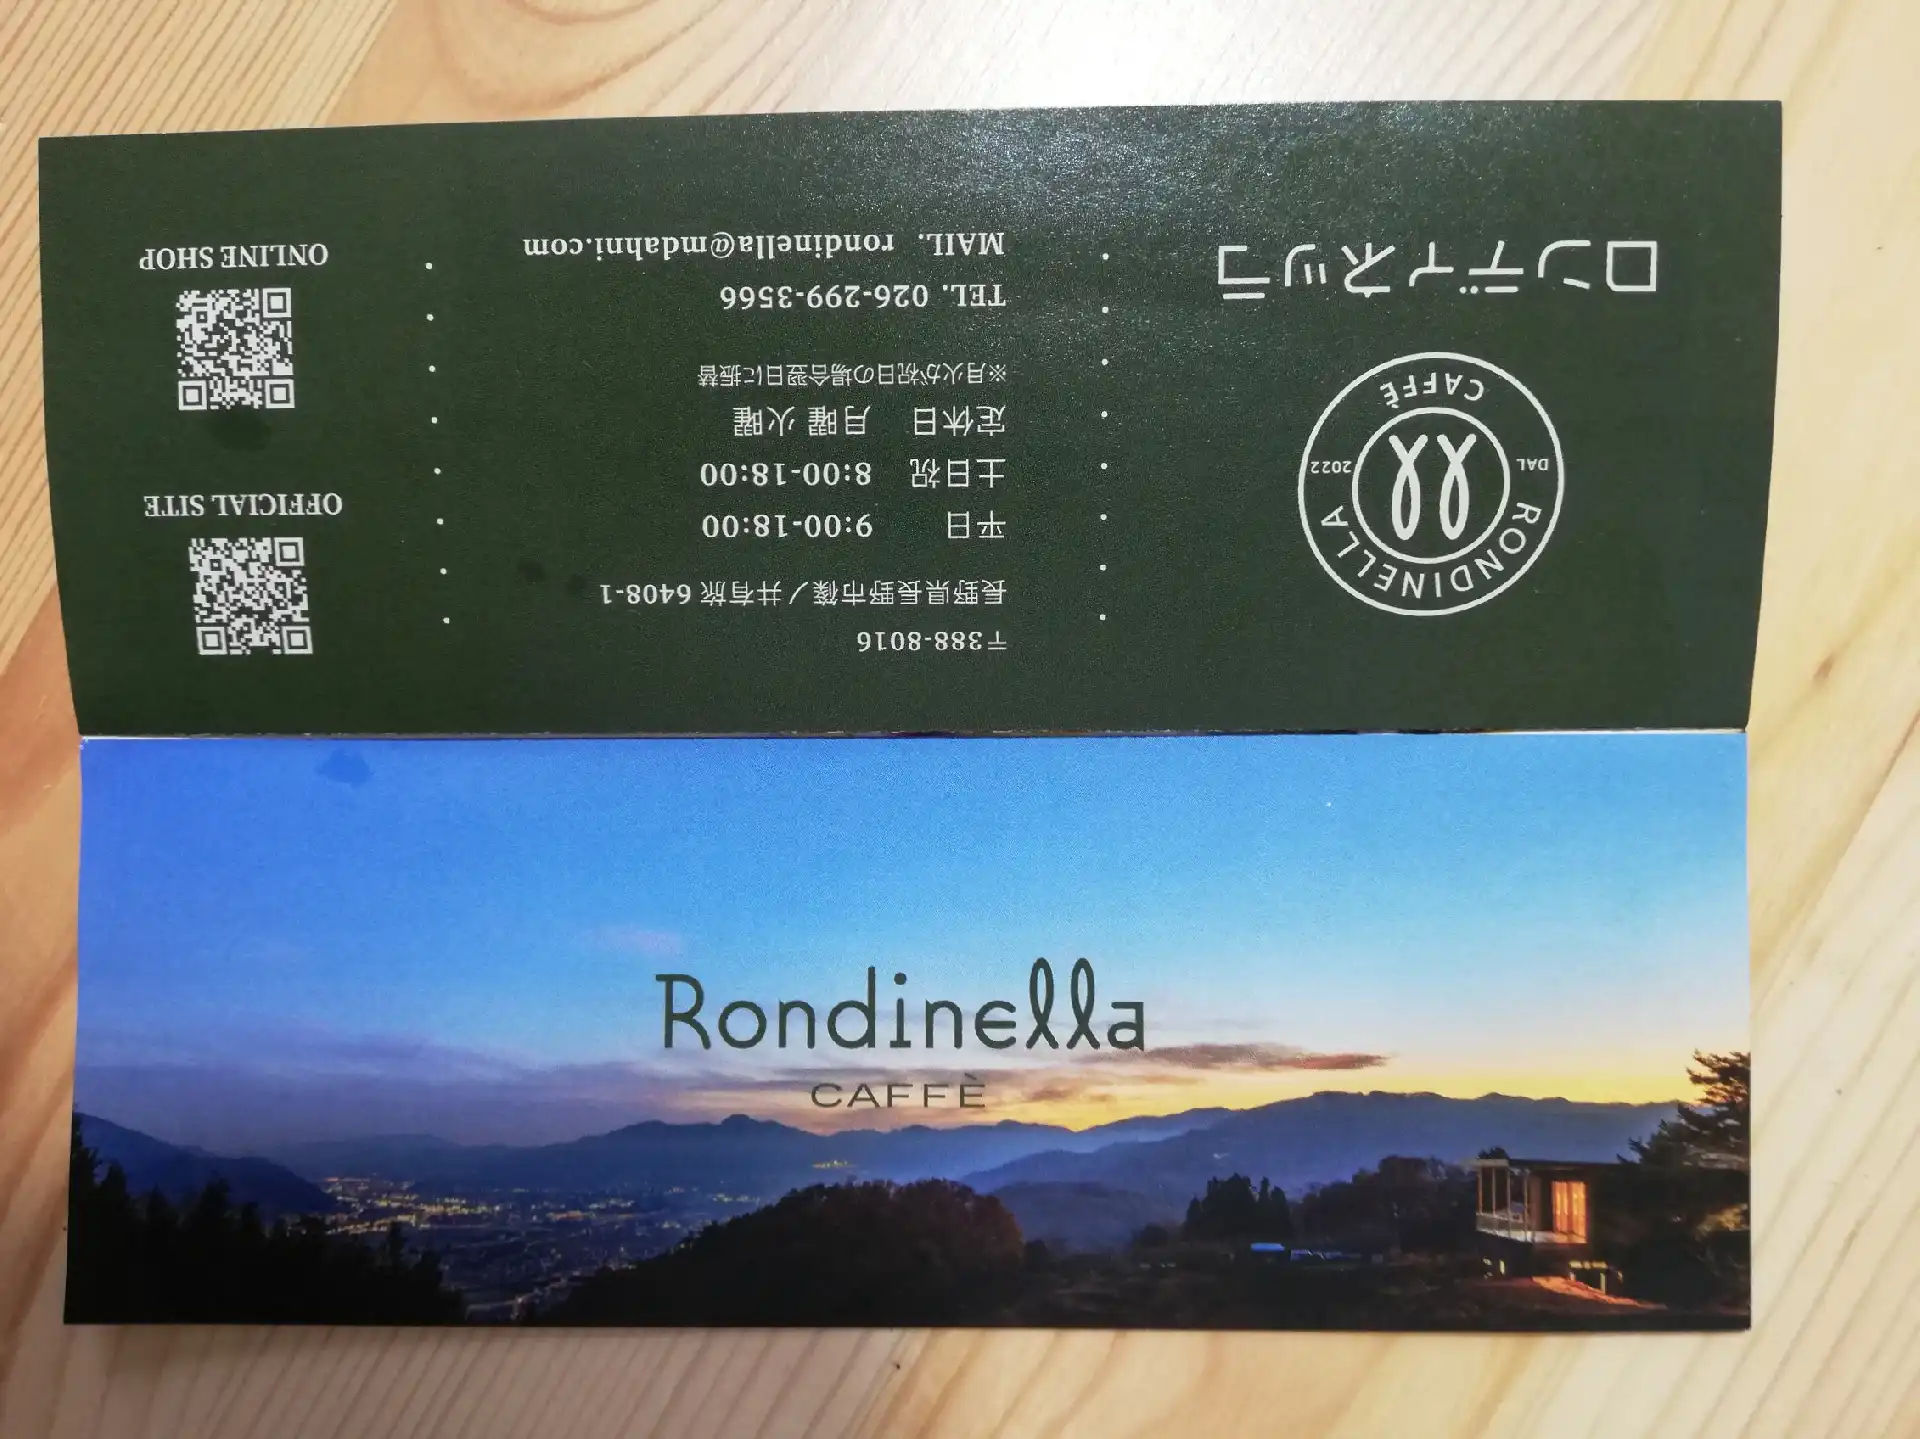 ロンディネッラ
CAFFÈ
DAL 2022
RONDINELLA
〒388-8016
長野県長野市篠ノ井有旅 6408-1
平日 9:00-18:00
土日祝 8:00-18:00
定休日 月曜 火曜
※月火が祝日の場合翌日に振替
TEL. 026-299-3566
MAIL. rondinella@mdahni.com
OFFICIAL SITE
ONLINE SHOP
Rondinella
CAFFÈ